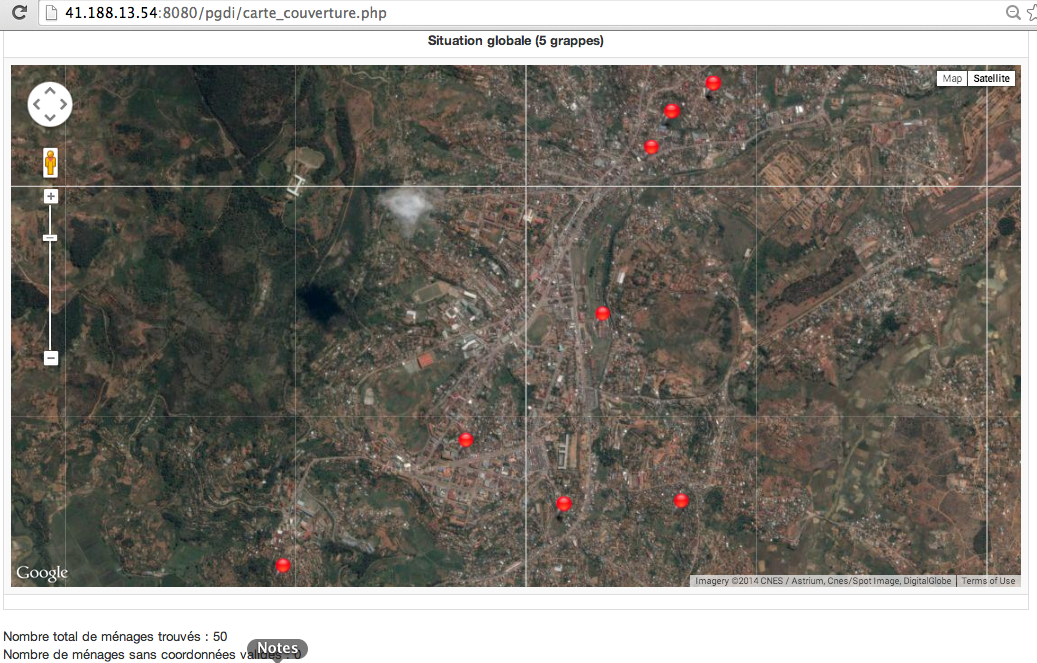 41.188.13.54:8080/pgdi/carte_couverture.php
Situation globale (5 grappes)
Map Satellite
Google
Imagery ©2014 CNES / Astrium, Cnes/Spot Image, DigitalGlobe Terms of Use
Nombre total de ménages trouvés : 50
Nombre de ménages sans coordonnées valides : 0
Notes